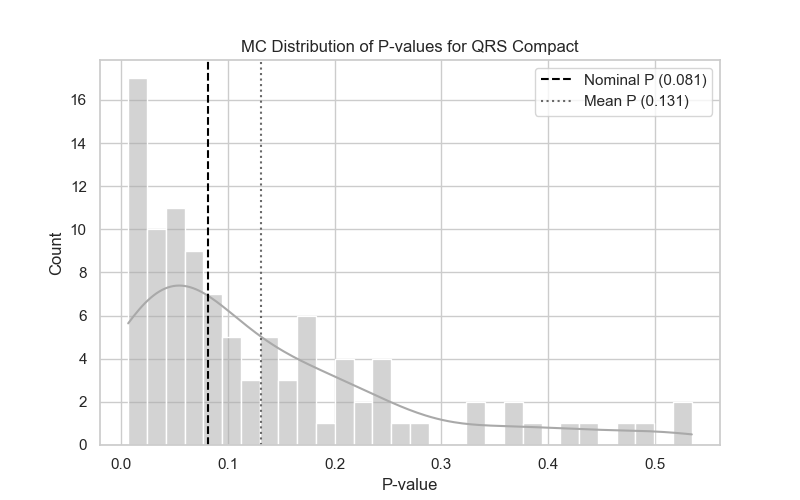 MC Distribution of P-values for QRS Compact
Nominal P (0.081)
Mean P (0.131)
16
14
12
10
8
6
4
2
0
Count
0.0 0.1 0.2 0.3 0.4 0.5
P-value